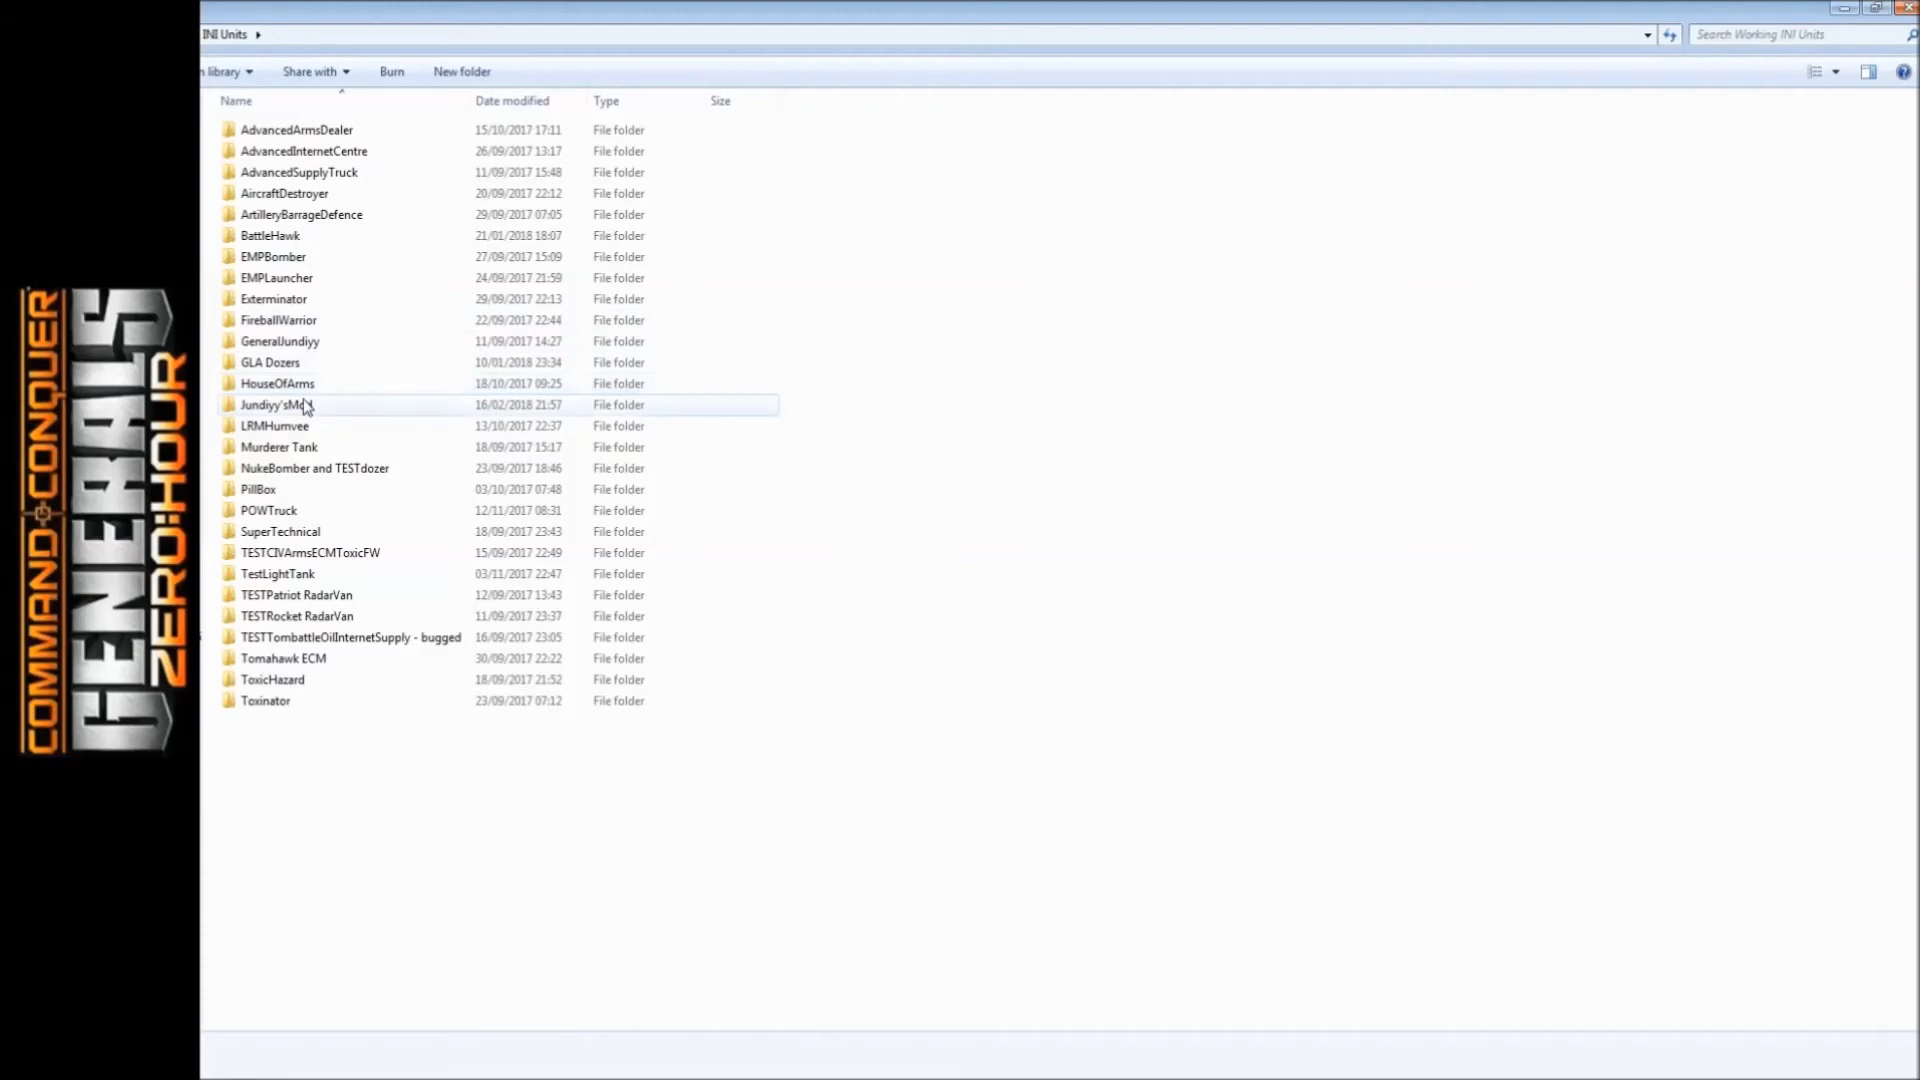 INI Units
Search Working INI Units
n library Share with Burn New folder
Name Date modified Type Size
AdvancedArmsDealer 15/10/2017 17:11 File folder
AdvancedInternetCentre 26/09/2017 13:17 File folder
AdvancedSupplyTruck 11/09/2017 15:48 File folder
AircraftDestroyer 20/09/2017 22:12 File folder
ArtilleryBarrageDefence 29/09/2017 07:05 File folder
BattleHawk 21/01/2018 18:07 File folder
EMPBomber 27/09/2017 15:09 File folder
EMPLauncher 24/09/2017 21:59 File folder
Exterminator 29/09/2017 22:13 File folder
FireballWarrior 22/09/2017 22:44 File folder
GeneralJundiyy 11/09/2017 14:27 File folder
GLA Dozers 10/01/2018 23:34 File folder
HouseOfArms 18/10/2017 09:25 File folder
16/02/2018 21:57 File folder
LRMHumvee 13/10/2017 22:37 File folder
Murderer Tank 18/09/2017 15:17 File folder
NukeBomber and TESTdozer 23/09/2017 18:46 File folder
PillBox 03/10/2017 07:48 File folder
POWTruck 12/11/2017 08:31 File folder
SuperTechnical 18/09/2017 23:43 File folder
TESTCIVArmsECMToxicFW 15/09/2017 22:49 File folder
TestLightTank 03/11/2017 22:47 File folder
TESTPatriot RadarVan 12/09/2017 13:43 File folder
TESTRocket RadarVan 11/09/2017 23:37 File folder
TESTTombattleOilInternetSupply - bugged 16/09/2017 23:05 File folder
Tomahawk ECM 30/09/2017 22:22 File folder
ToxicHazard 18/09/2017 21:52 File folder
Toxinator 23/09/2017 07:12 File folder
COMMAND CONQUER
GENERALS
ZERO:HOUR